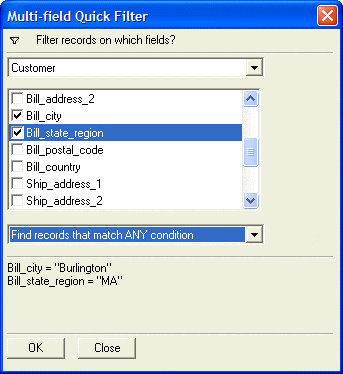 Multi-field Quick Filter
Filter records on which fields?
Customer
Bill_address_2
Bill_city
Bill_state_region
Bill_postal_code
Bill_country
Ship_address_1
Ship_address_2
Find records that match ANY condition
Bill_city = "Burlington"
Bill_state_region = "MA"
OK
Close